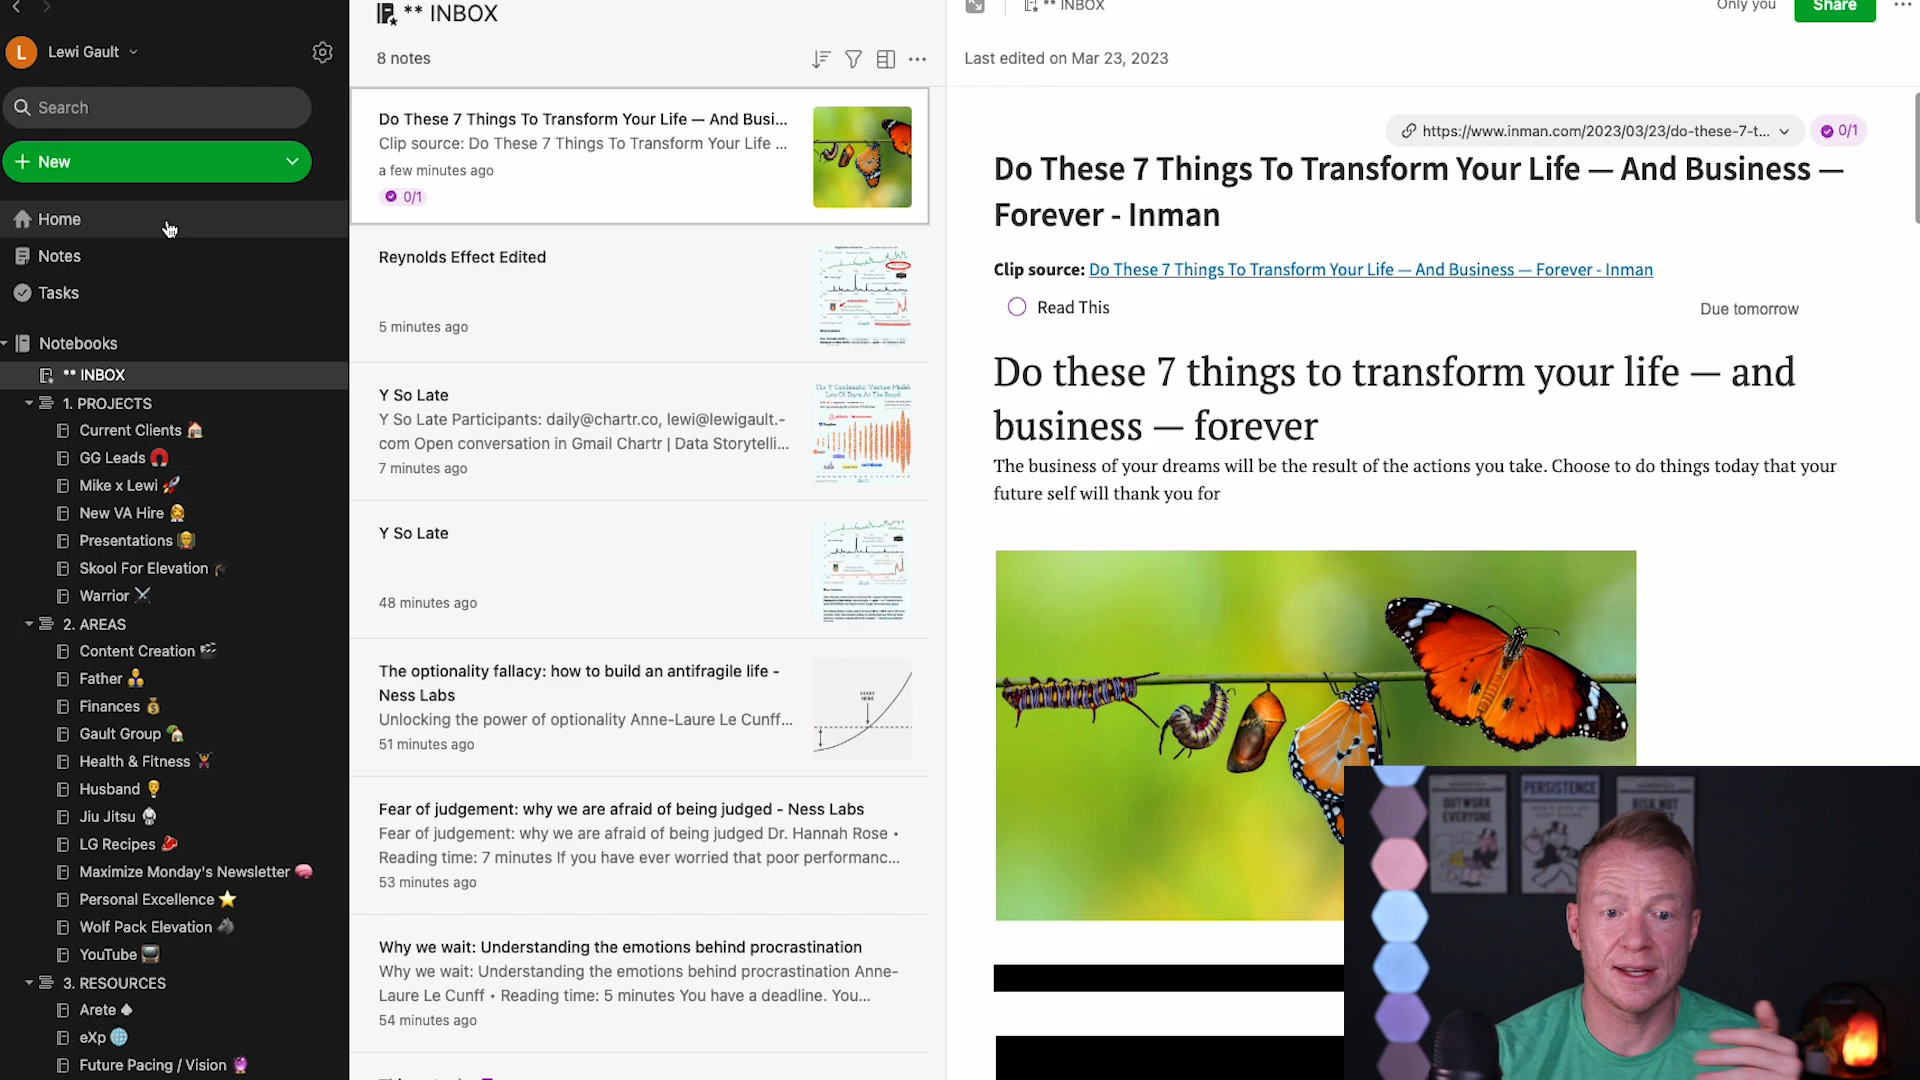 L
Lewi Gault
Search
New
Home
Notes
Tasks
Notebooks
** INBOX
1. PROJECTS
Current Clients
GG Leads
Mike x Lewi
New VA Hire
Presentations
Skool For Elevation
Warrior
2. AREAS
Content Creation
Father
Finances
Gault Group
Health & Fitness
Husband
Jiu Jitsu
LG Recipes
Maximize Monday's Newsletter
Personal Excellence
Wolf Pack Elevation
YouTube
3. RESOURCES
Arete
eXp
Future Pacing / Vision
** INBOX
8 notes
Do These 7 Things To Transform Your Life — And Busi...
Clip source: Do These 7 Things To Transform Your Life ...
a few minutes ago
0/1
Reynolds Effect Edited
5 minutes ago
Y So Late
Y So Late Participants: daily@chartr.co, lewi@lewigault.-
com Open conversation in Gmail Chartr | Data Storytelli...
7 minutes ago
Y So Late
48 minutes ago
The optionality fallacy: how to build an antifragile life -
Ness Labs
Unlocking the power of optionality Anne-Laure Le Cunff...
51 minutes ago
START
HERE
Fear of judgement: why we are afraid of being judged - Ness Labs
Fear of judgement: why we are afraid of being judged Dr. Hannah Rose •
Reading time: 7 minutes If you have ever worried that poor performanc...
53 minutes ago
Why we wait: Understanding the emotions behind procrastination
Why we wait: Understanding the emotions behind procrastination Anne-
Laure Le Cunff • Reading time: 5 minutes You have a deadline. You...
54 minutes ago
** INBOX
Only you
Share
Last edited on Mar 23, 2023
https://www.inman.com/2023/03/23/do-these-7-t...
0/1
Do These 7 Things To Transform Your Life — And Business —
Forever - Inman
Clip source: Do These 7 Things To Transform Your Life — And Business — Forever - Inman
Read This
Due tomorrow
Do these 7 things to transform your life — and
business — forever
The business of your dreams will be the result of the actions you take. Choose to do things today that your
future self will thank you for
OUTWORK
EVERYONE
PERSISTENCE
RISK NOT